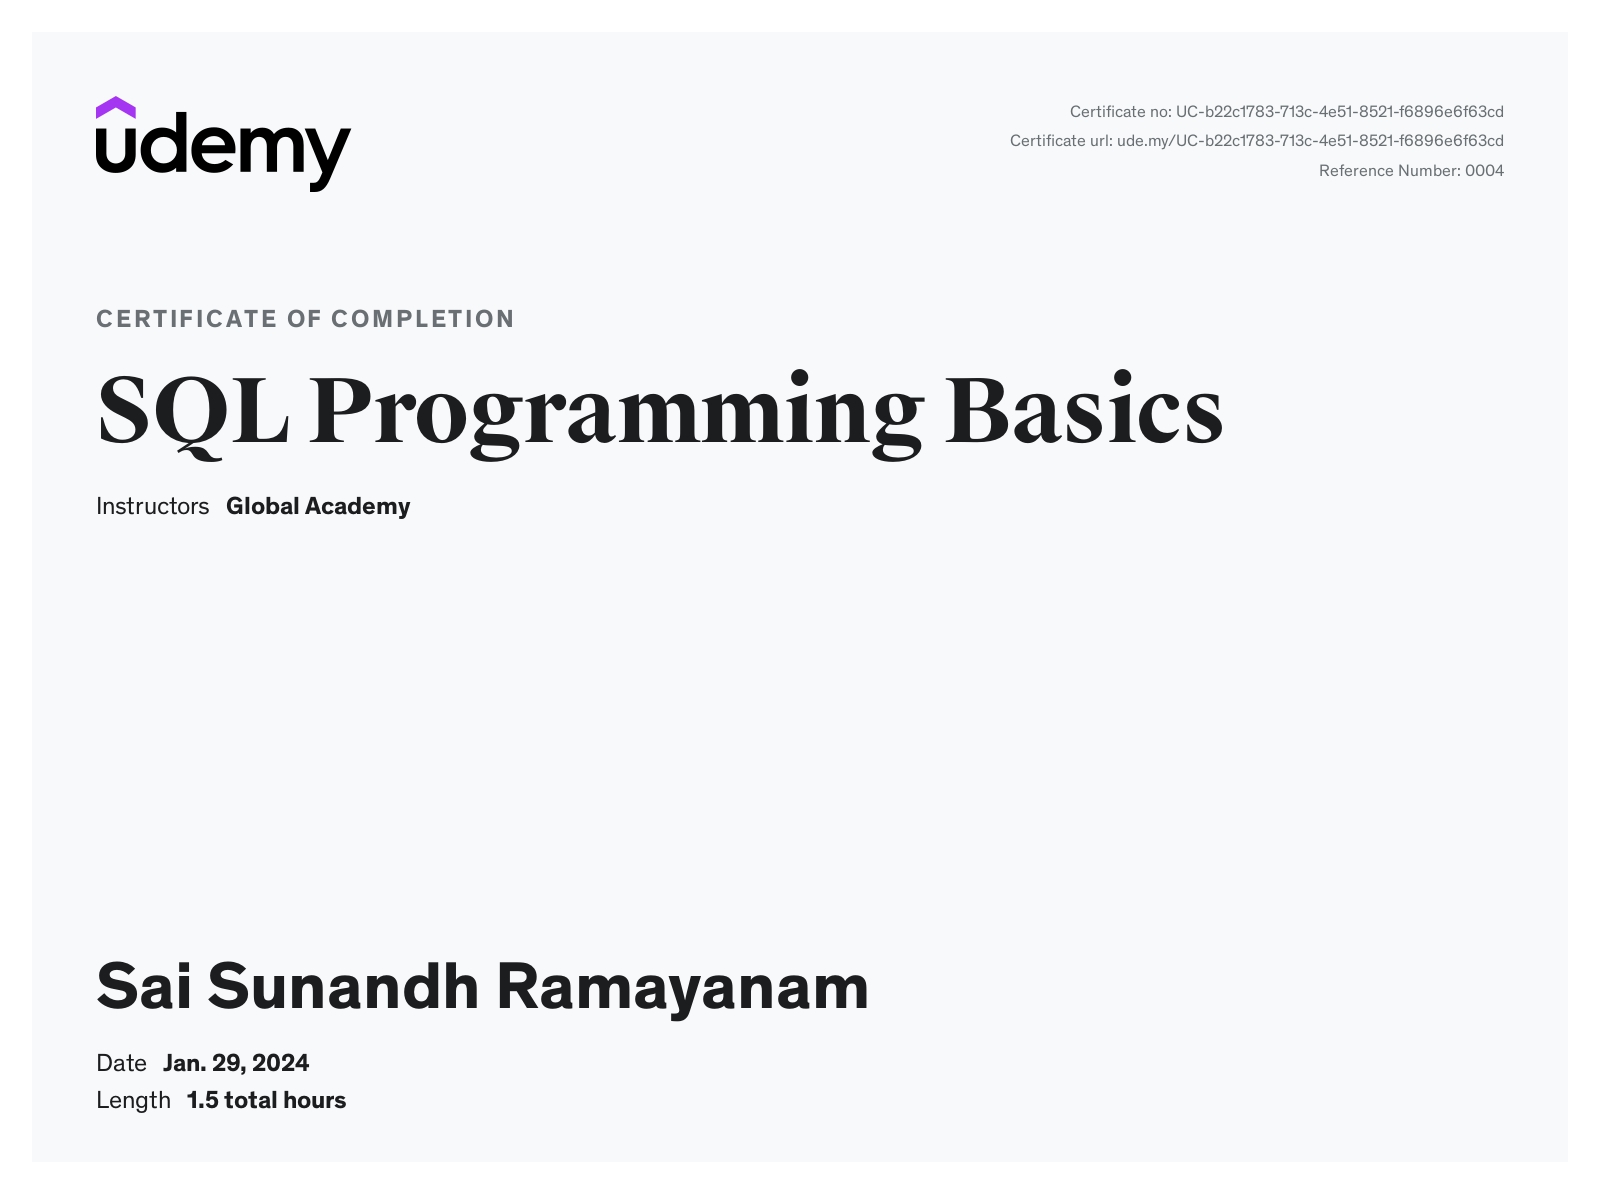 udemy
Certificate no: UC-b22c1783-713c-4e51-8521-f6896e6f63cd
Certificate url: ude.my/UC-b22c1783-713c-4e51-8521-f6896e6f63cd
Reference Number: 0004
CERTIFICATE OF COMPLETION
SQL Programming Basics
Instructors Global Academy
Sai Sunandh Ramayanam
Date Jan. 29, 2024
Length 1.5 total hours